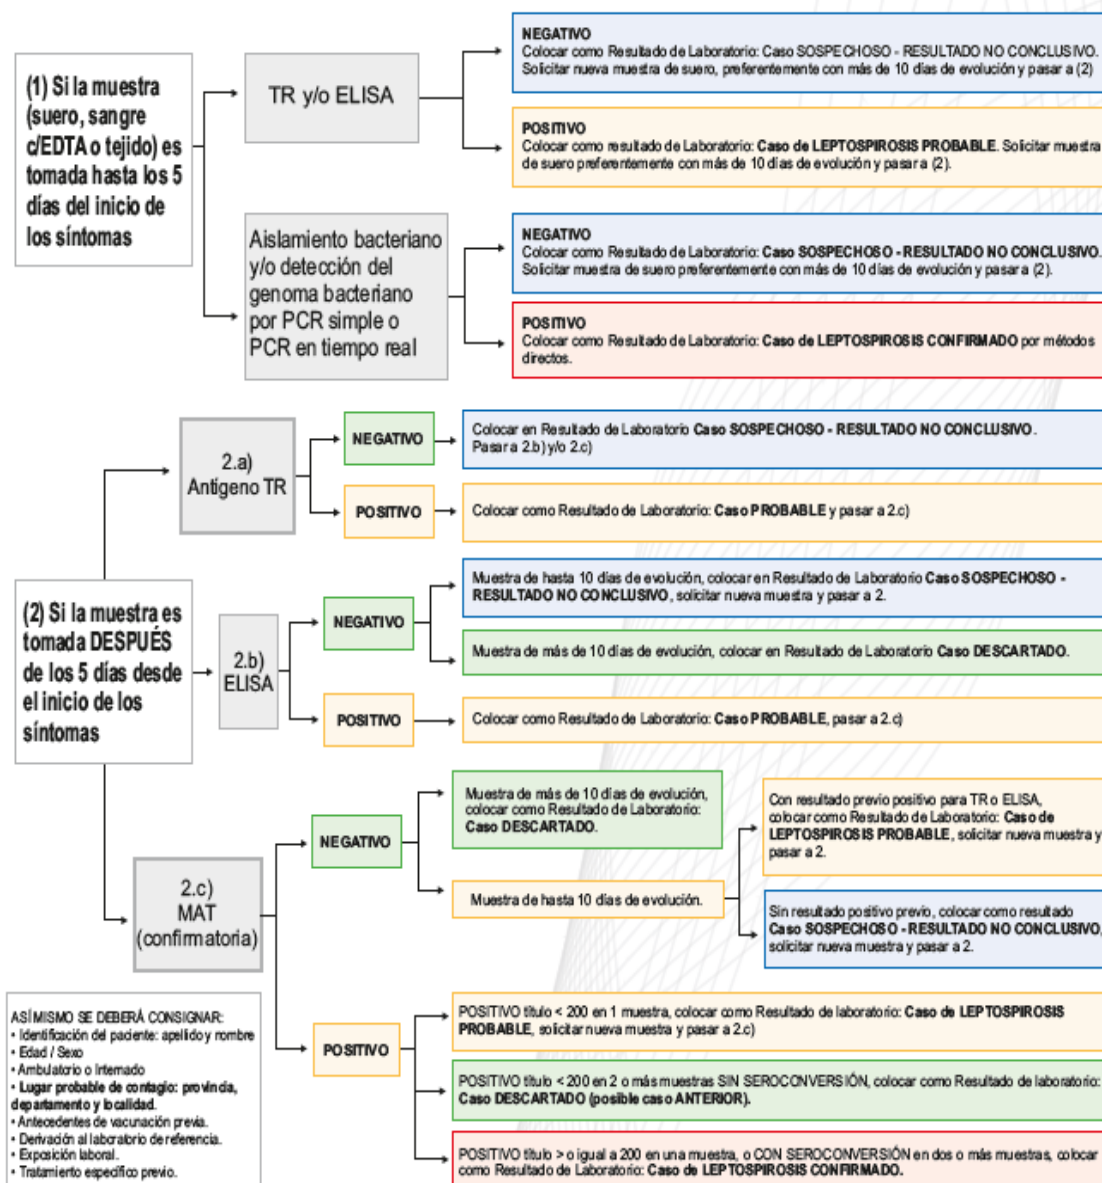 (1) Si la muestra
(suero, sangre
c/EDTA o tejido) es
tomada hasta los 5
días del inicio de
los síntomas
TR y/o ELISA
NEGATIVO
Colocar como Resultado de Laboratorio: Caso SOSPECHOSO - RESULTADO NO CONCLUSIVO.
Solicitar nueva muestra de suero, preferentemente con más de 10 días de evolución y pasar a (2)
POSITIVO
Colocar como resultado de Laboratorio: Caso de LEPTOSPIROSIS PROBABLE. Solicitar muestra
de suero preferentemente con más de 10 días de evolución y pasar a (2).
Aislamiento bacteriano
y/o detección del
genoma bacteriano
por PCR simple o
PCR en tiempo real
NEGATIVO
Colocar como Resultado de Laboratorio: Caso SOSPECHOSO - RESULTADO NO CONCLUSIVO.
Solicitar muestra de suero preferentemente con más de 10 días de evolución y pasar a (2).
POSITIVO
Colocar como Resultado de Laboratorio: Caso de LEPTOSPIROSIS CONFIRMADO por métodos
directos.
(2) Si la muestra es
tomada DESPUÉS
de los 5 días desde
el inicio de los
síntomas
2.a)
Antígeno TR
NEGATIVO
Colocar en Resultado de Laboratorio Caso SOSPECHOSO - RESULTADO NO CONCLUSIVO.
Pasar a 2.b) y/o 2.c)
POSITIVO
Colocar como Resultado de Laboratorio: Caso PROBABLE y pasar a 2.c)
2.b)
ELISA
NEGATIVO
Muestra de hasta 10 días de evolución, colocar en Resultado de Laboratorio Caso SOSPECHOSO -
RESULTADO NO CONCLUSIVO, solicitar nueva muestra y pasar a 2.
Muestra de más de 10 días de evolución, colocar en Resultado de Laboratorio Caso DESCARTADO.
POSITIVO
Colocar como Resultado de Laboratorio: Caso PROBABLE, pasar a 2.c)
2.c)
MAT
(confirmatoria)
NEGATIVO
Muestra de más de 10 días de evolución,
colocar como Resultado de Laboratorio:
Caso DESCARTADO.
Muestra de hasta 10 días de evolución.
Con resultado previo positivo para TR o ELISA,
colocar como Resultado de Laboratorio: Caso de
LEPTOSPIROSIS PROBABLE, solicitar nueva muestra y
pasar a 2.
Sin resultado positivo previo, colocar como resultado
Caso SOSPECHOSO - RESULTADO NO CONCLUSIVO,
solicitar nueva muestra y pasar a 2.
POSITIVO
POSITIVO título < 200 en 1 muestra, colocar como Resultado de laboratorio: Caso de LEPTOSPIROSIS
PROBABLE, solicitar nueva muestra y pasar a 2.c)
POSITIVO título < 200 en 2 o más muestras SIN SEROCONVERSIÓN, colocar como Resultado de laboratorio:
Caso DESCARTADO (posible caso ANTERIOR).
POSITIVO título > o igual a 200 en una muestra, o CON SEROCONVERSIÓN en dos o más muestras, colocar
como Resultado de Laboratorio: Caso de LEPTOSPIROSIS CONFIRMADO.
ASÍ MISMO SE DEBERÁ CONSIGNAR:
• Identificación del paciente: apellido y nombre
• Edad / Sexo
• Ambulatorio o Internado
• Lugar probable de contagio: provincia,
departamento y localidad.
• Antecedentes de vacunación previa.
• Derivación al laboratorio de referencia.
• Exposición laboral.
• Tratamiento específico previo.